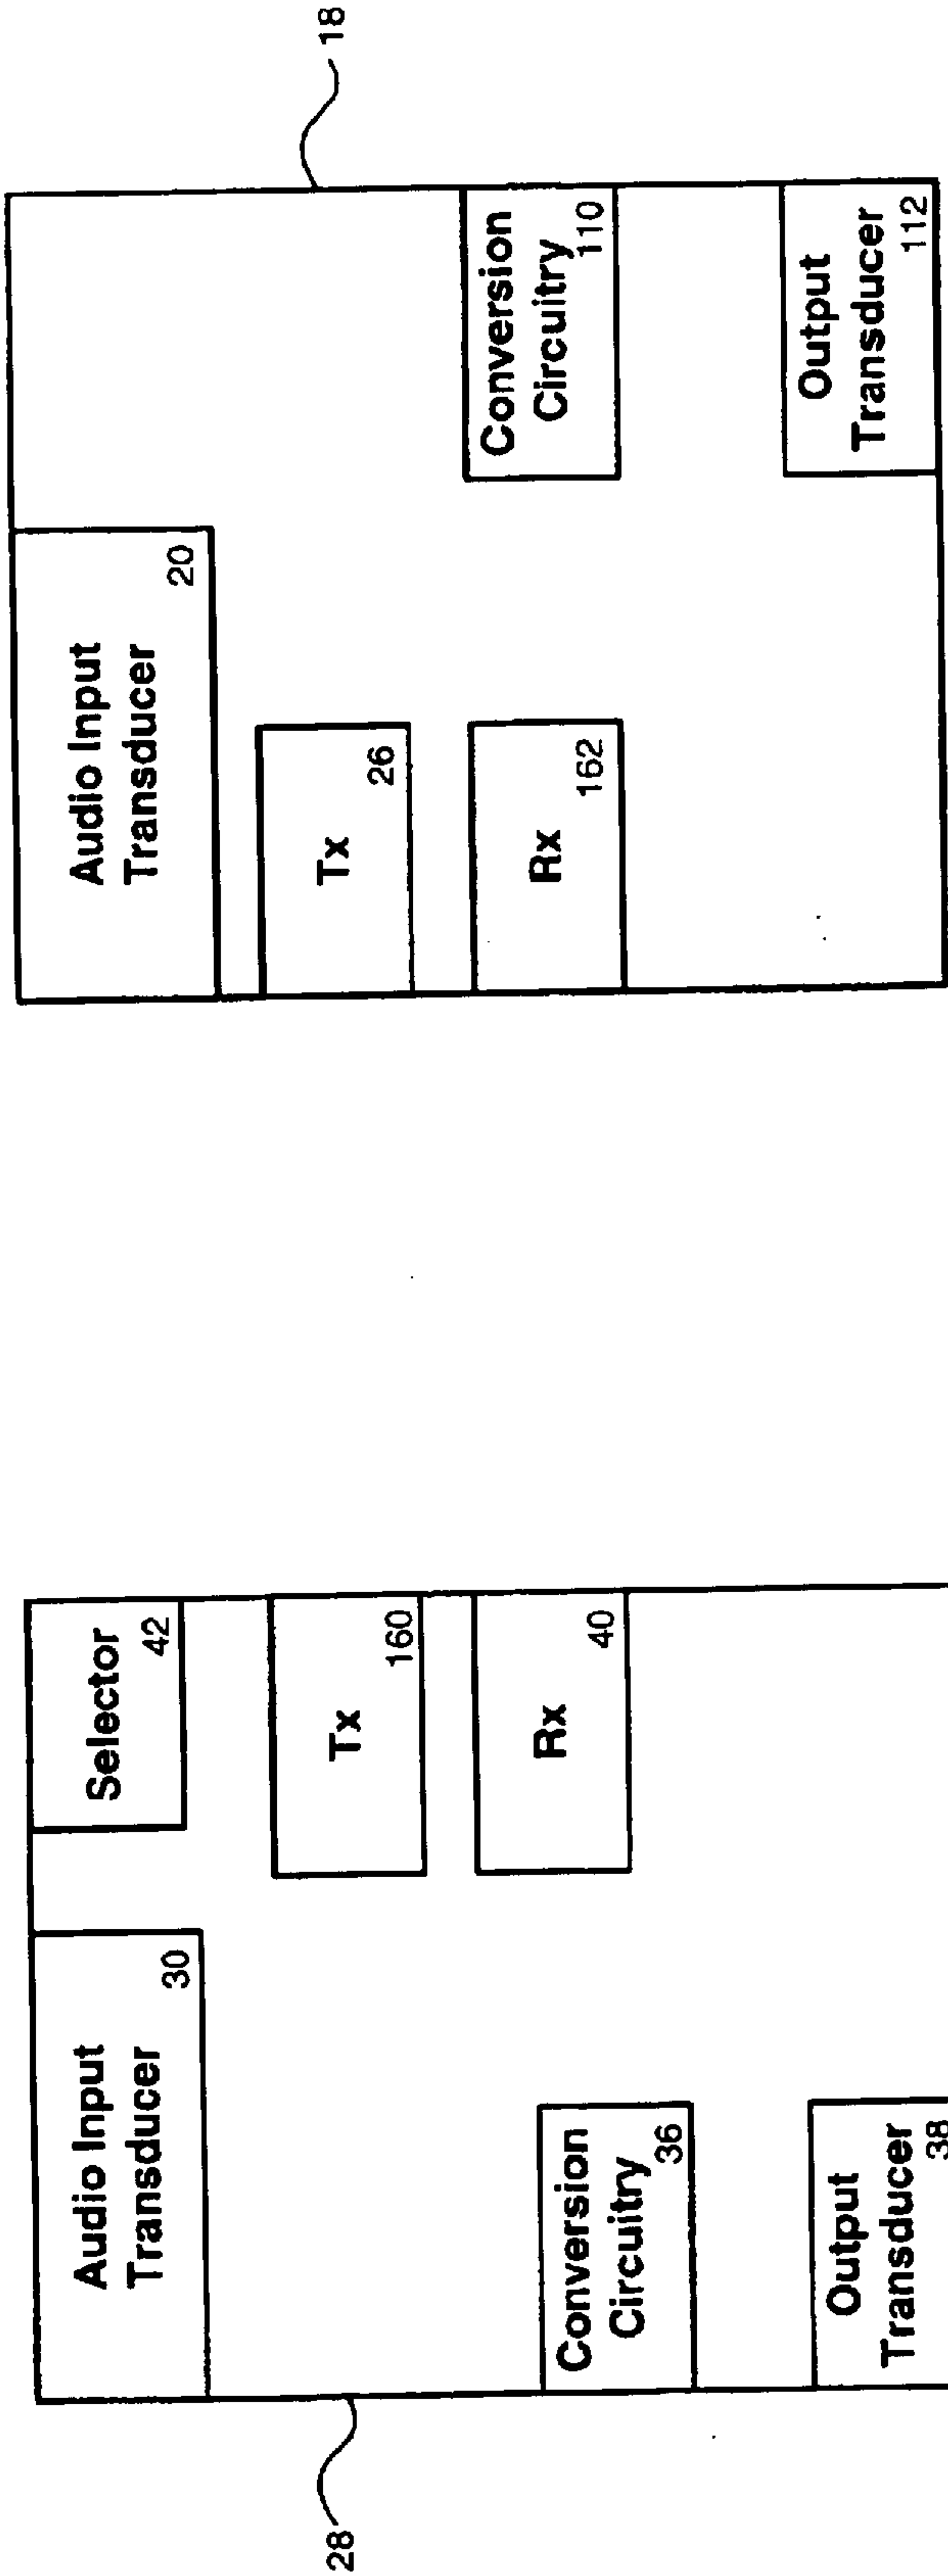 28
Audio Input
Transducer
30
Selector
42
Tx
160
Rx
40
Conversion
Circuitry
36
Output
Transducer
38
18
Audio Input
Transducer
20
Tx
26
Rx
162
Conversion
Circuitry
110
Output
Transducer
112